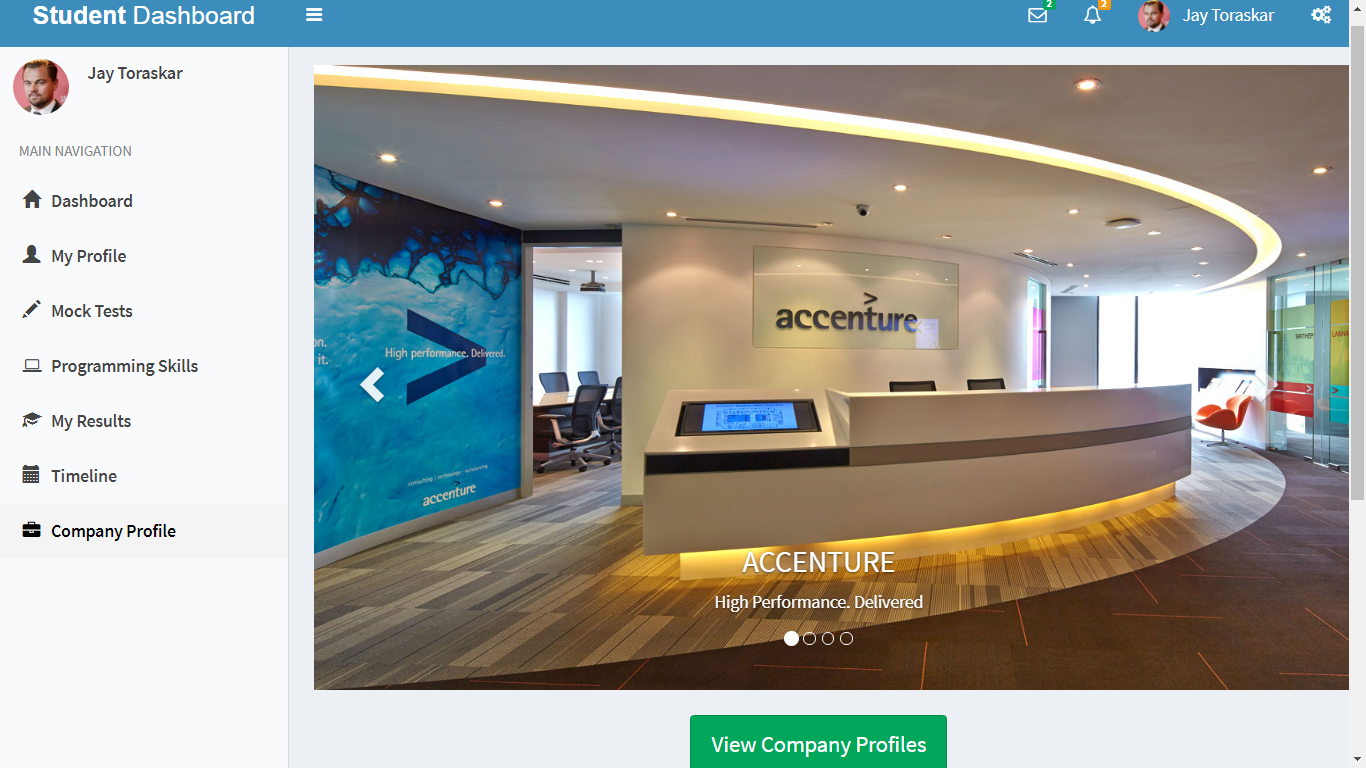 Student Dashboard
2
2
Jay Toraskar
Jay Toraskar
MAIN NAVIGATION
Dashboard
My Profile
Mock Tests
Programming Skills
My Results
Timeline
Company Profile
on.
it.
High performance. Delivered.
consulting | technology | outsourcing
accenture
>
accenture
ACCENTURE
High Performance. Delivered
View Company Profiles